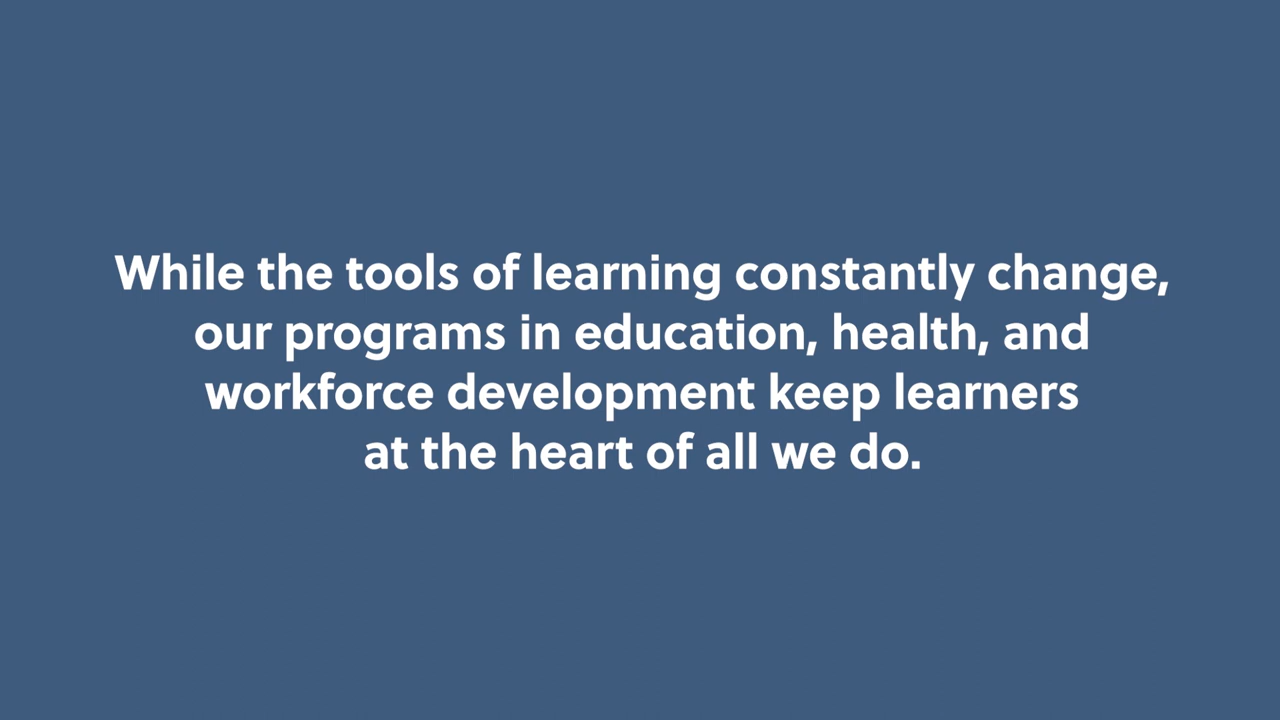 While the tools of learning constantly change,
our programs in education, health, and
workforce development keep learners
at the heart of all we do.